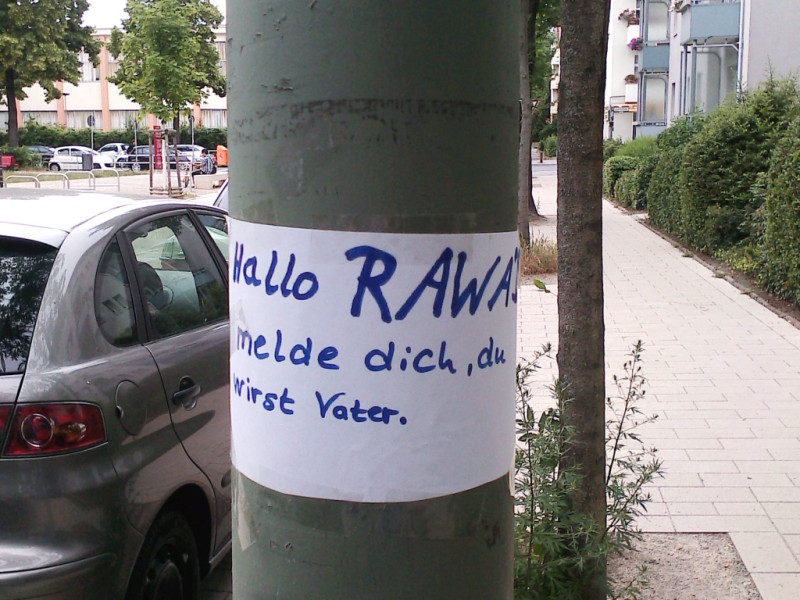 Hallo RAWA
melde dich, du
wirst Vater.